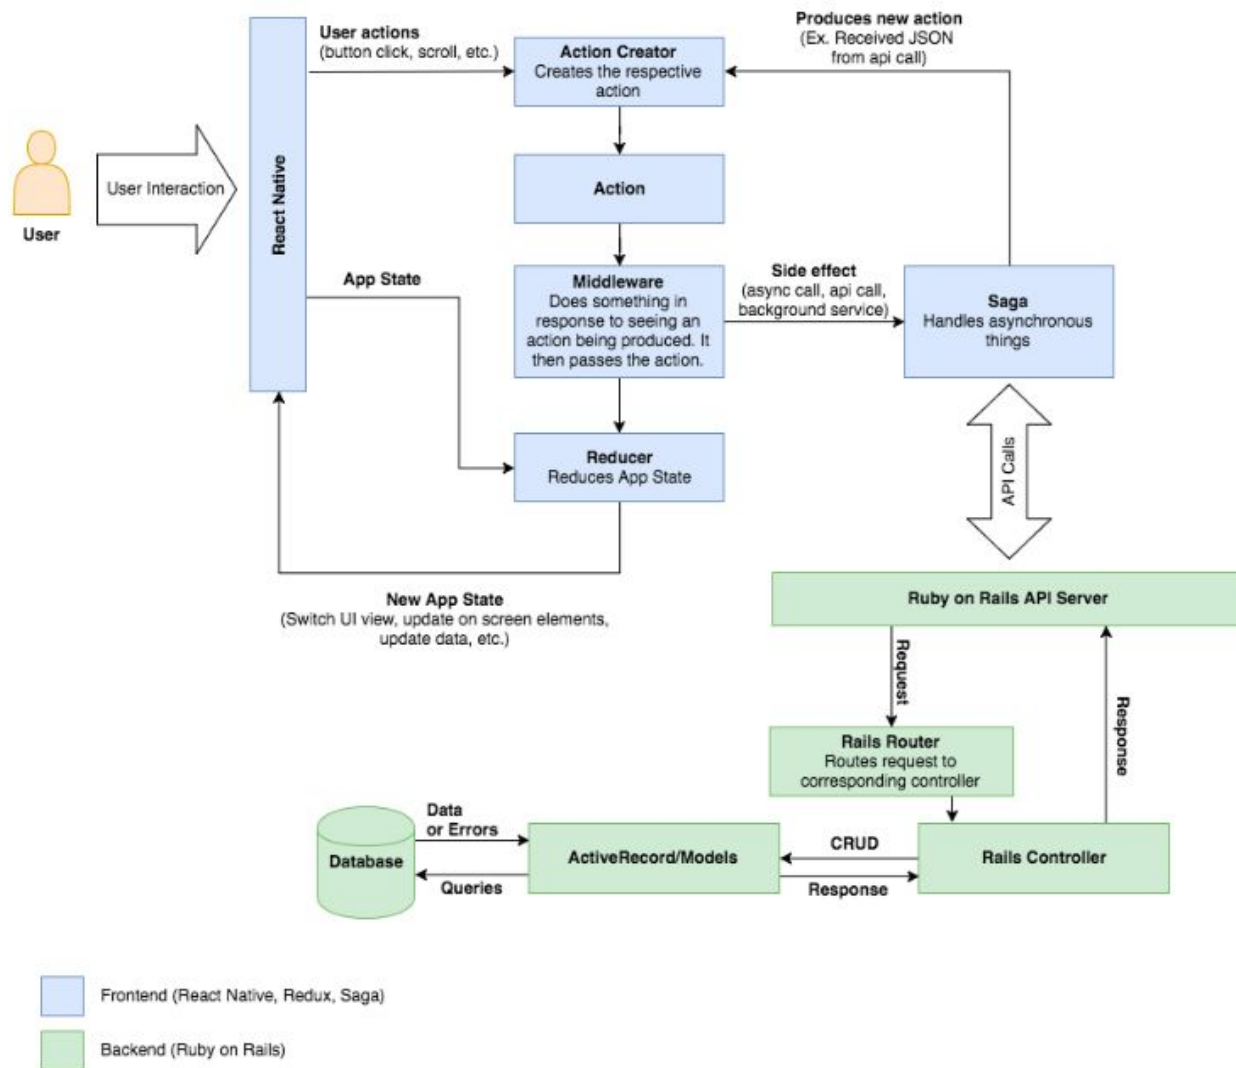 User actions
(button click, scroll, etc.)
Action Creator
Creates the respective
action
Produces new action
(Ex. Received JSON
from api call)
User
User Interaction
React Native
Action
App State
Middleware
Does something in
response to seeing an
action being produced. It
then passes the action.
Side effect
(async call, api call,
background service)
Saga
Handles asynchronous
things
Reducer
Reduces App State
API Calls
New App State
(Switch UI view, update on screen elements,
update data, etc.)
Ruby on Rails API Server
Request
Response
Rails Router
Routes request to
corresponding controller
Database
Data
or Errors
Queries
ActiveRecord/Models
CRUD
Response
Rails Controller
Frontend (React Native, Redux, Saga)
Backend (Ruby on Rails)